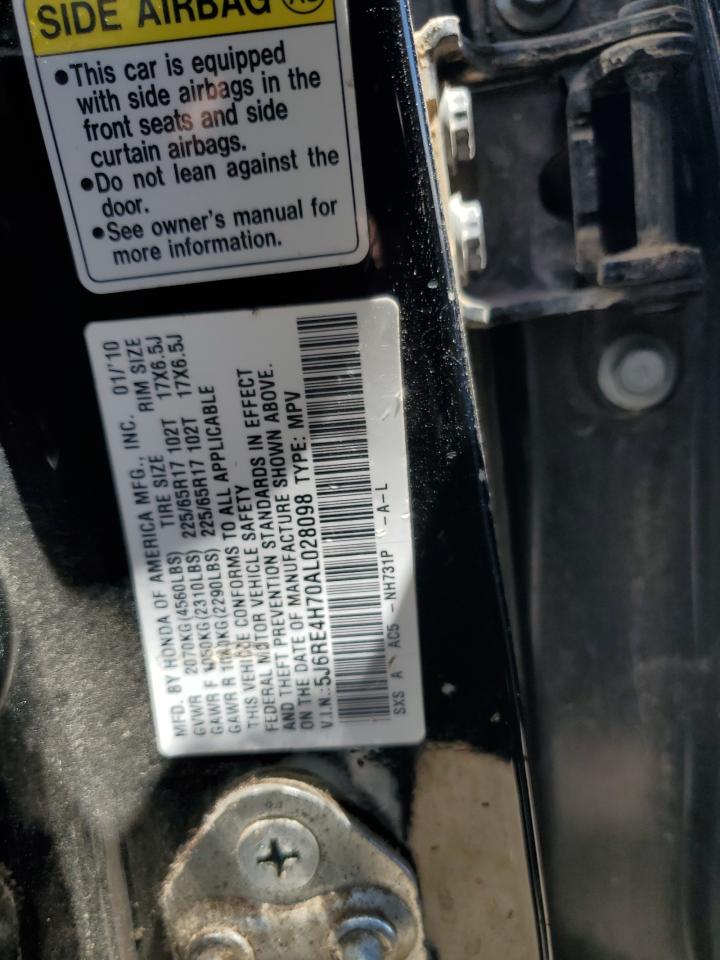 SIDE AIRBAG
•This car is equipped
with side airbags in the
front seats and side
curtain airbags.
•Do not lean against the
door.
•See owner's manual for
more information.
MFD. BY HONDA OF AMERICA MFG., INC. 01/'10
TIRE SIZE RIM SIZE
GVWR 2070KG(4560LBS) 225/65R17 102T 17X6.5J
GAWR F 1050KG(2310LBS) 225/65R17 102T 17X6.5J
GAWR R (2290LBS)
THIS VEHICLE CONFORMS TO ALL APPLICABLE
FEDERAL MOTOR VEHICLE SAFETY
AND THEFT PREVENTION STANDARDS IN EFFECT
ON THE DATE OF MANUFACTURE SHOWN ABOVE.
V.I.N.:5J6RE4H70AL028098 TYPE: MPV
SXS A AC5 -NH731P -A-L